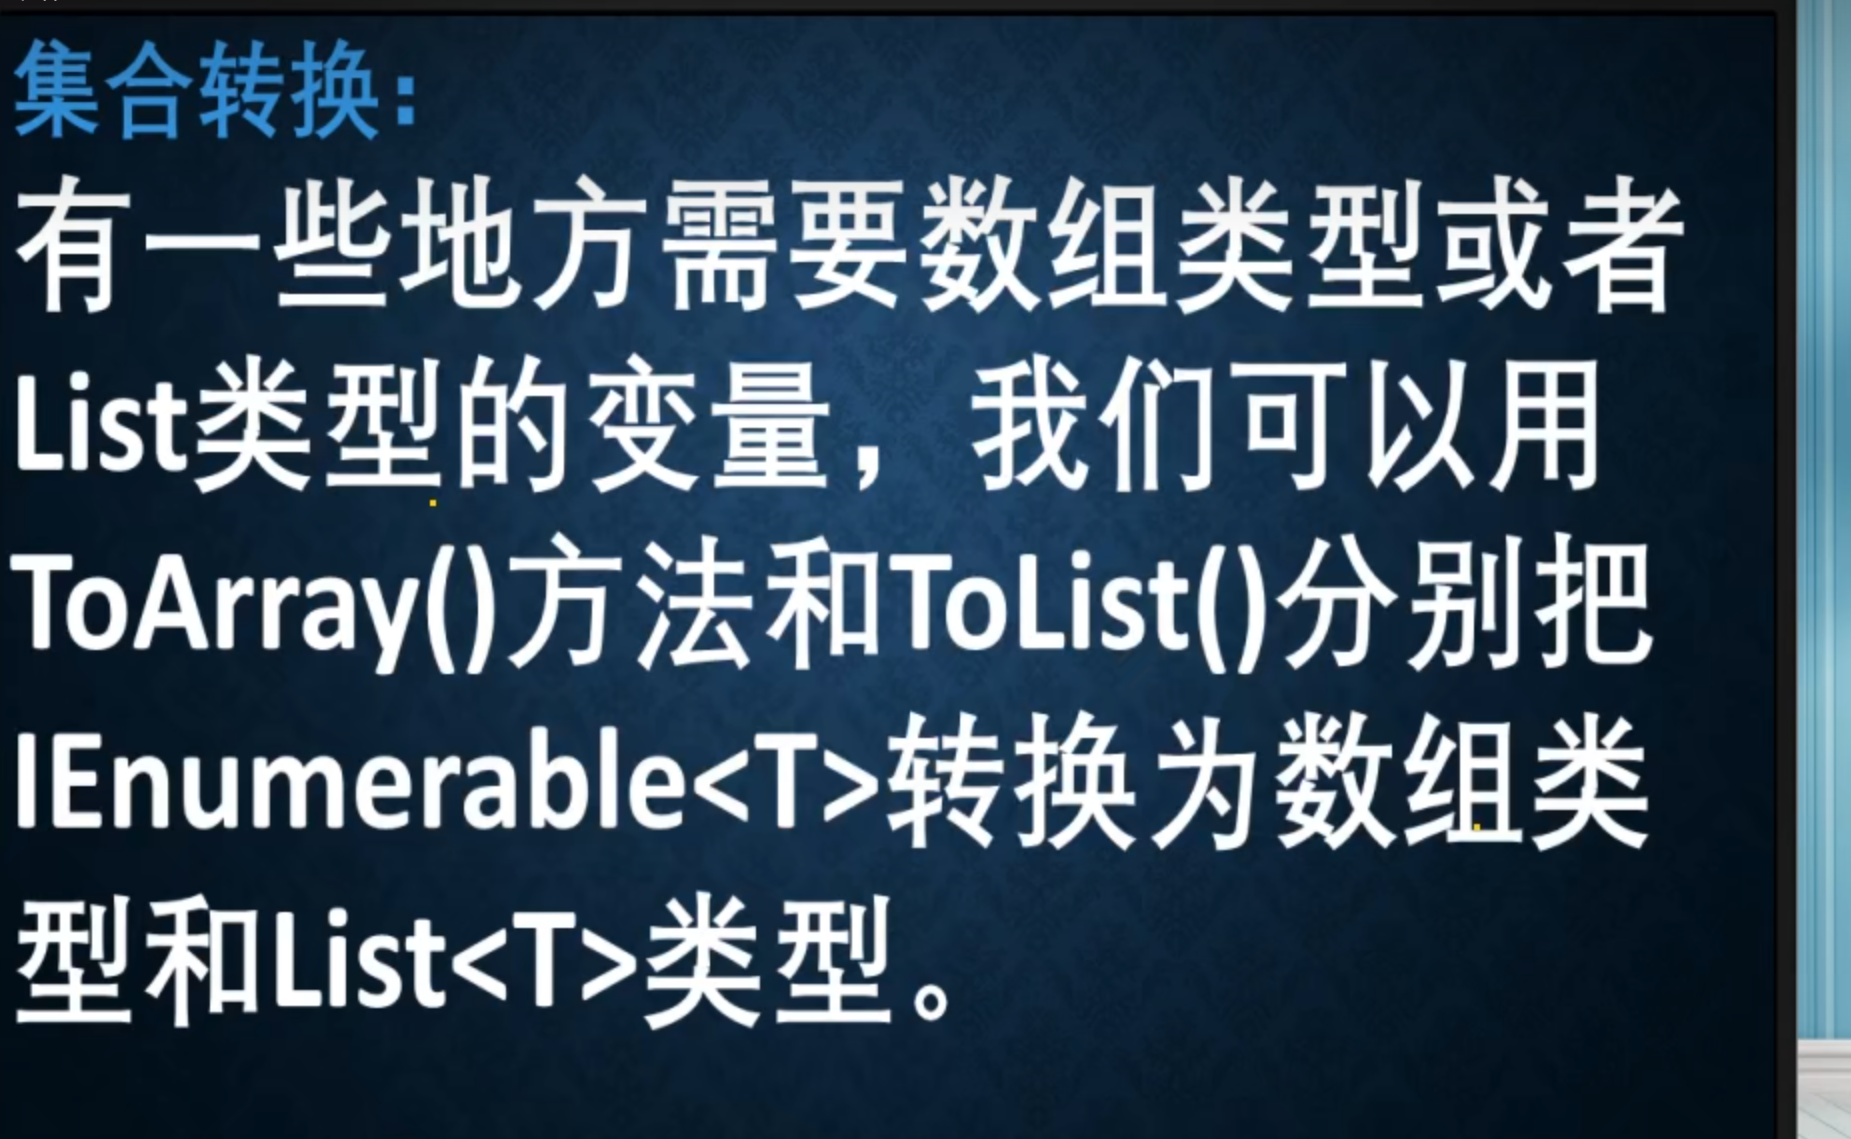 集合转换:
有一些地方需要数组类型或者
List类型的变量，我们可以用
ToArray()方法和ToList()分别把
IEnumerable<T>转换为数组类
型和List<T>类型。